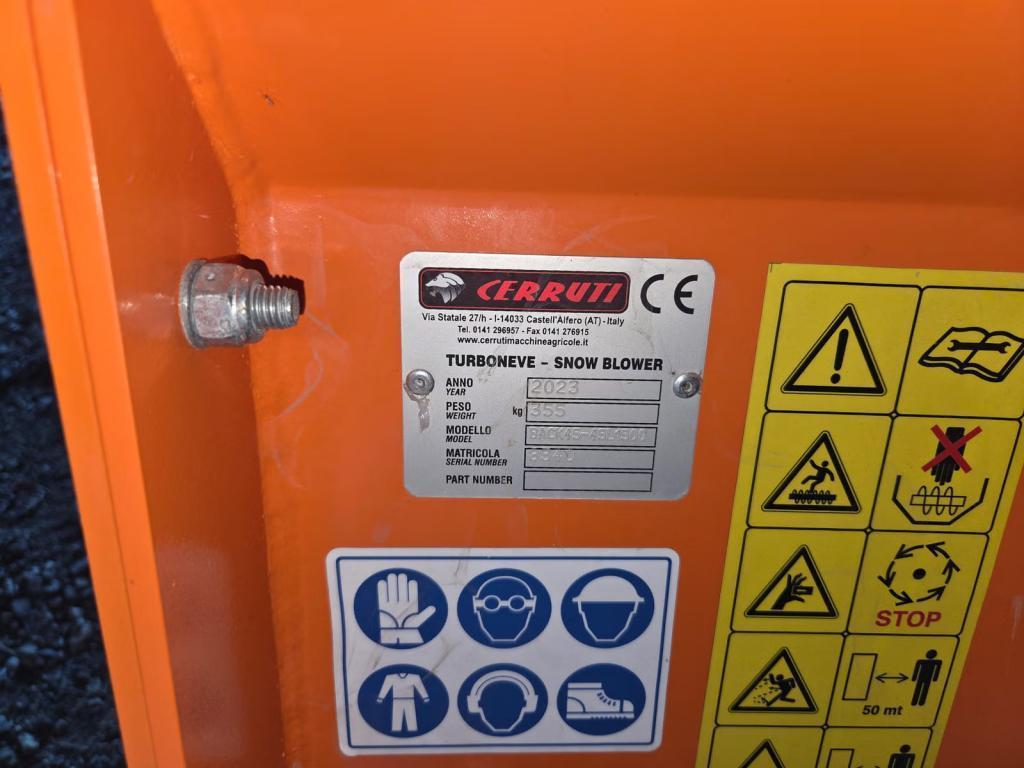 CERRUTI CE
Via Statale 27/h - I-14033 Castell'Alfero (AT) - Italy
Tel. 0141 296957 - Fax 0141 276915
www.cerrutimacchineagricole.it
TURBONEVE - SNOW BLOWER
ANNO
YEAR 2023
PESO
WEIGHT kg 355
MODELLO
MODEL
MATRICOLA
SERIAL NUMBER
PART NUMBER
STOP
50 mt